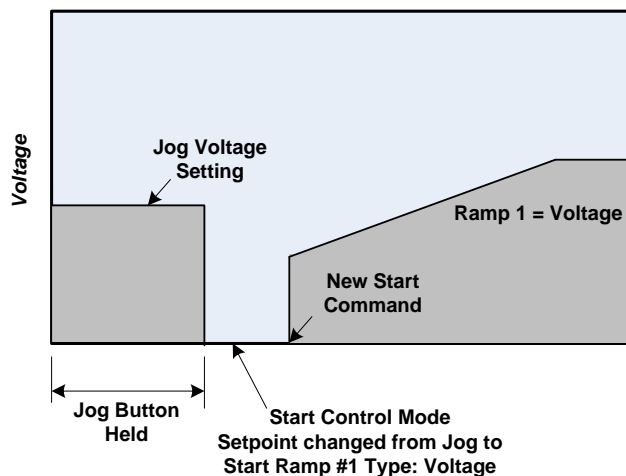 Voltage
Jog Voltage
Setting
Ramp 1 = Voltage
New Start
Command
Jog Button
Held
Start Control Mode
Setpoint changed from Jog to
Start Ramp #1 Type: Voltage